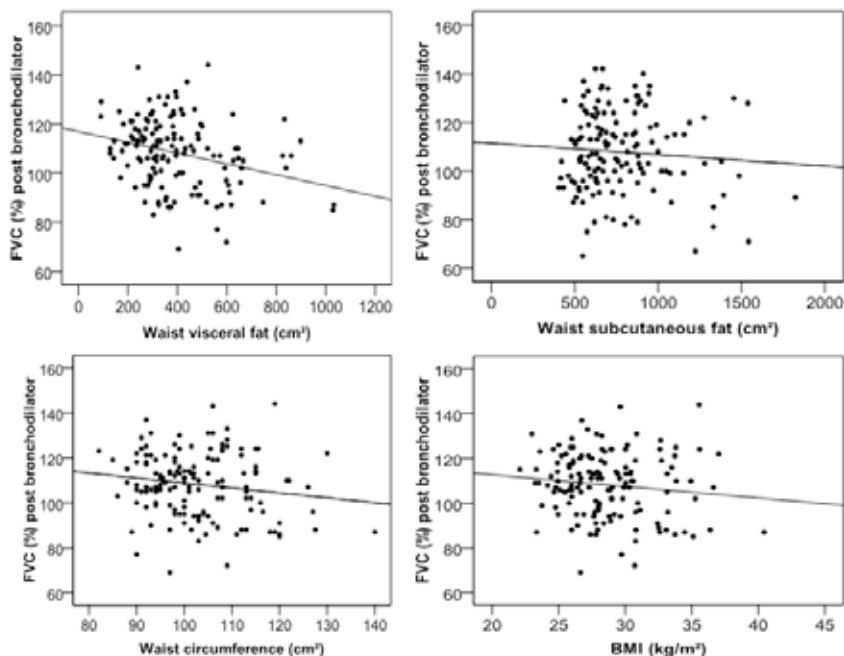 FVC (%) post bronchodilator
160
140
120
100
80
60
0 200 400 600 800 1000 1200
Waist visceral fat (cm²)
FVC (%) post bronchodilator
160
140
120
100
80
60
0 500 1000 1500 2000
Waist subcutaneous fat (cm²)
FVC (%) post bronchodilator
160
140
120
100
80
60
80 90 100 110 120 130 140
Waist circumference (cm²)
FVC (%) post bronchodilator
160
140
120
100
80
60
20 25 30 35 40 45
BMI (kg/m²)